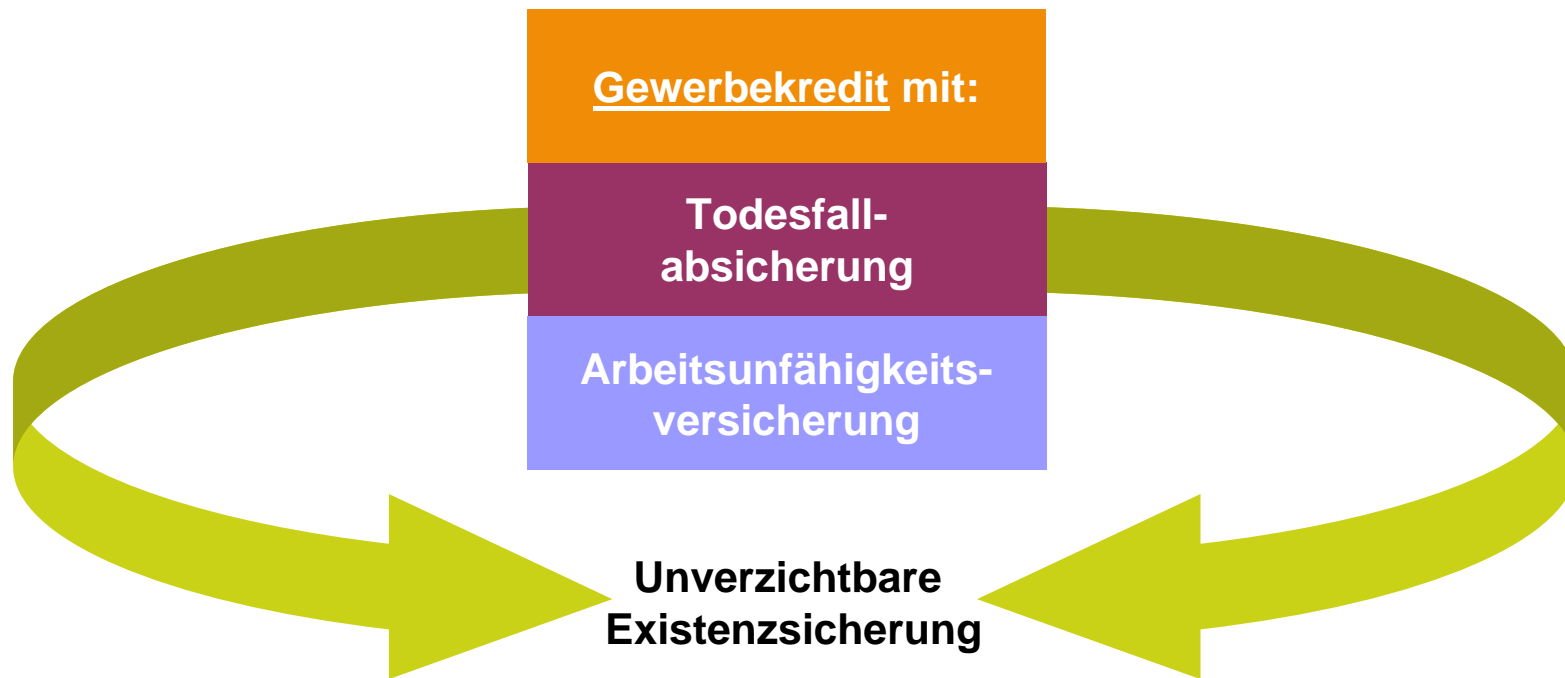 Gewerbekredit mit:
Todesfall-
absicherung
Arbeitsunfähigkeits-
versicherung
Unverzichtbare
Existenzsicherung